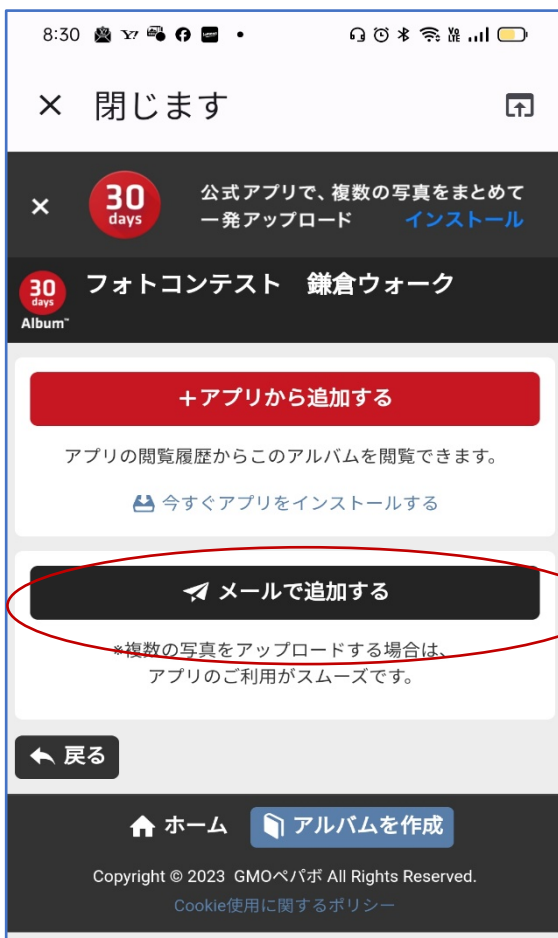 8:30
閉じます
30 days
公式アプリで、複数の写真をまとめて
一発アップロード インストール
30 days Album™
フォトコンテスト 鎌倉ウォーク
+アプリから追加する
アプリの閲覧履歴からこのアルバムを閲覧できます。
今すぐアプリをインストールする
メールで追加する
*複数の写真をアップロードする場合は、
アプリのご利用がスムーズです。
戻る
ホーム アルバムを作成
Copyright © 2023 GMOペパボ All Rights Reserved.
Cookie使用に関するポリシー